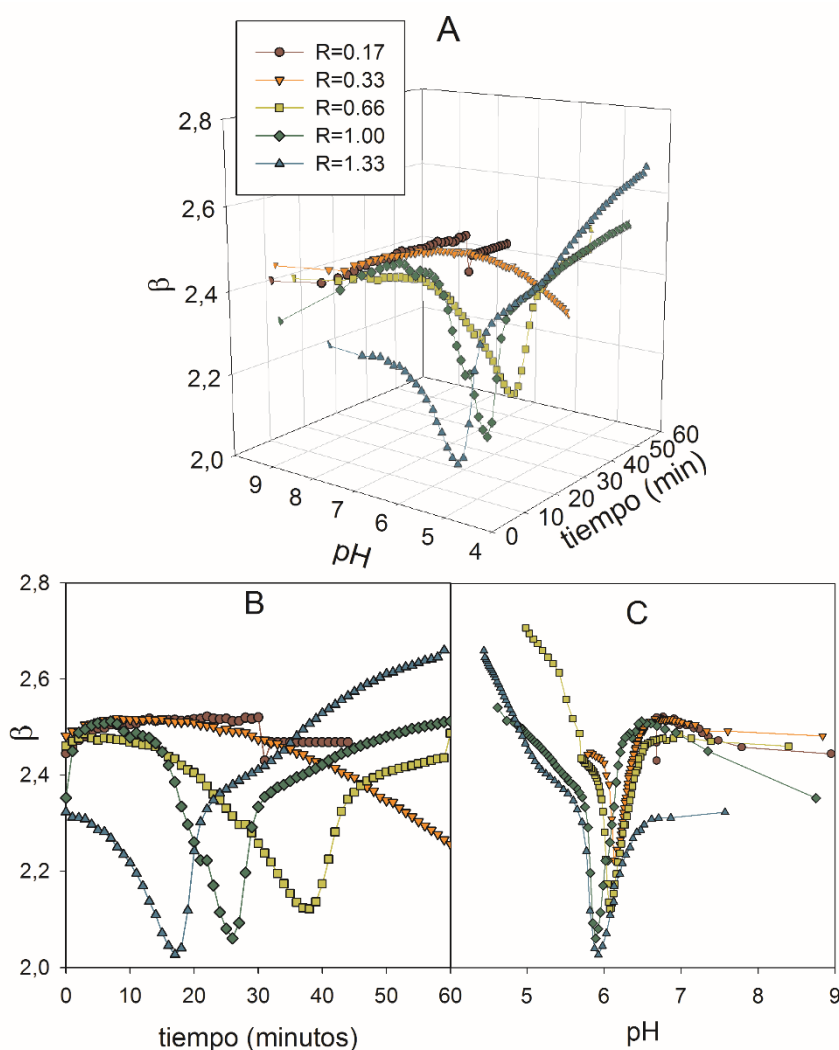 A
R=0.17
R=0.33
R=0.66
R=1.00
R=1.33
2,8
2,6
2,4
2,2
2,0
β
9
8
7
6
5
4
pH
0
10
20
30
40
50
60
tiempo (min)
B
2,8
2,6
2,4
2,2
2,0
β
0 10 20 30 40 50 60
tiempo (minutos)
C
5 6 7 8 9
pH